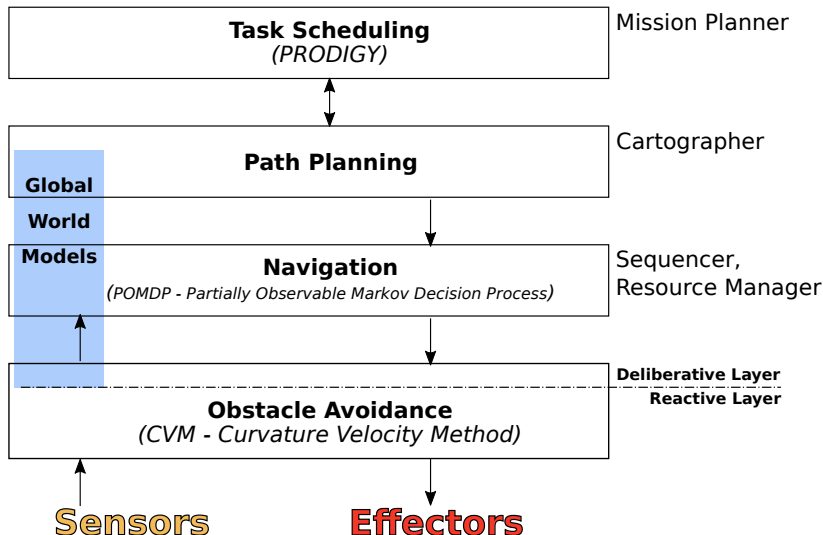 Task Scheduling
(PRODIGY)
Mission Planner
Path Planning
Cartographer
Global
World
Models
Navigation
(POMDP - Partially Observable Markov Decision Process)
Sequencer,
Resource Manager
Deliberative Layer
Reactive Layer
Obstacle Avoidance
(CVM - Curvature Velocity Method)
Sensors
Effectors